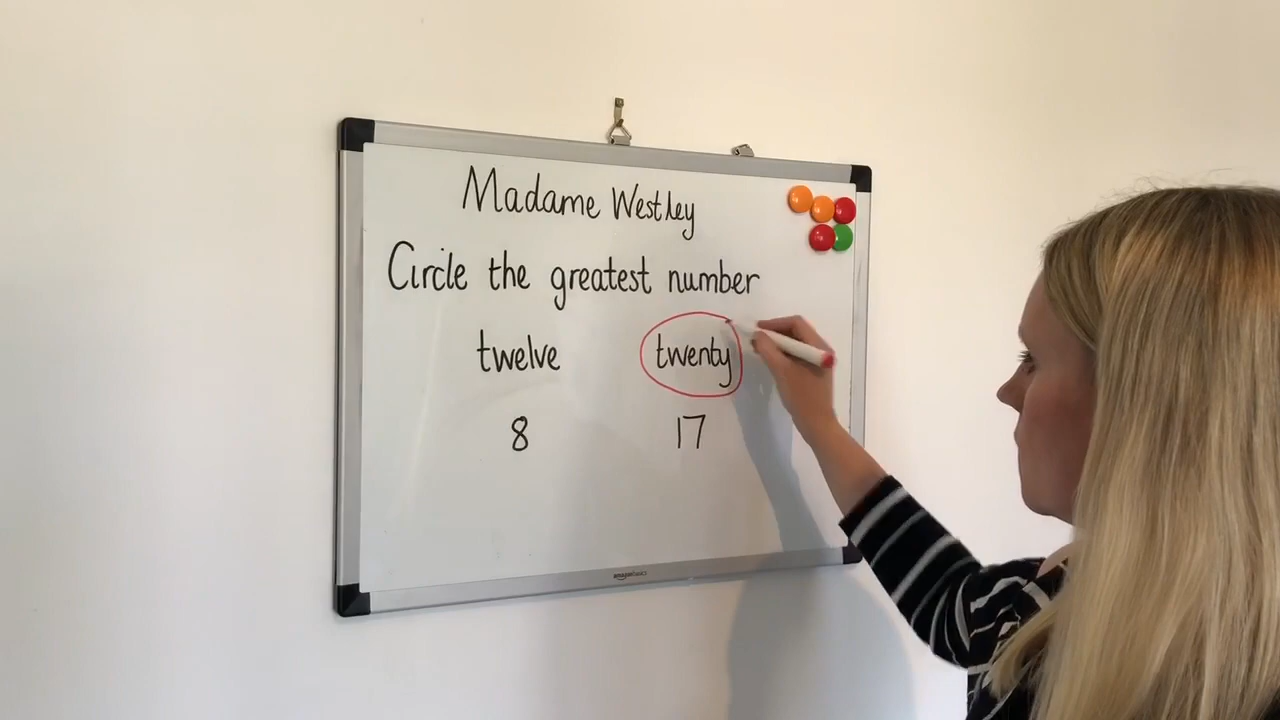 Madame Westley
Circle the greatest number
twelve twenty
8 17
amazonbasics